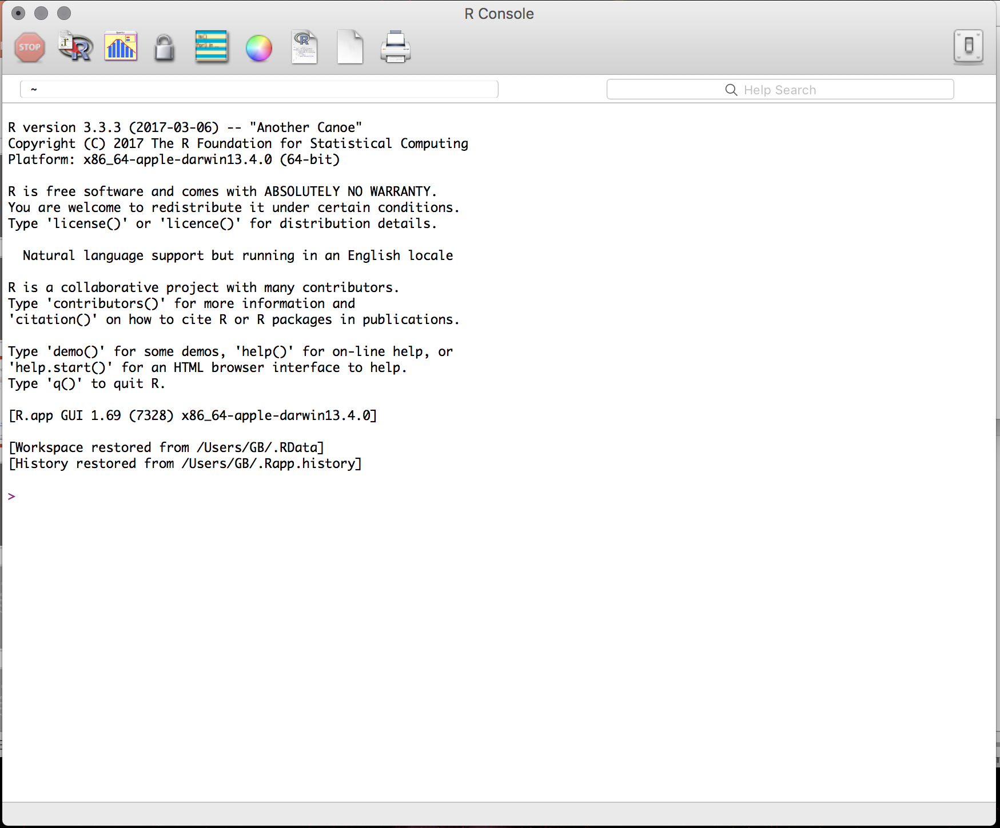 R Console
STOP
~
Help Search
R version 3.3.3 (2017-03-06) -- "Another Canoe"
Copyright (C) 2017 The R Foundation for Statistical Computing
Platform: x86_64-apple-darwin13.4.0 (64-bit)
R is free software and comes with ABSOLUTELY NO WARRANTY.
You are welcome to redistribute it under certain conditions.
Type 'license()' or 'licence()' for distribution details.
Natural language support but running in an English locale
R is a collaborative project with many contributors.
Type 'contributors()' for more information and
'citation()' on how to cite R or R packages in publications.
Type 'demo()' for some demos, 'help()' for on-line help, or
'help.start()' for an HTML browser interface to help.
Type 'q()' to quit R.
[R.app GUI 1.69 (7328) x86_64-apple-darwin13.4.0]
[Workspace restored from /Users/GB/.RData]
[History restored from /Users/GB/.Rapp.history]
>